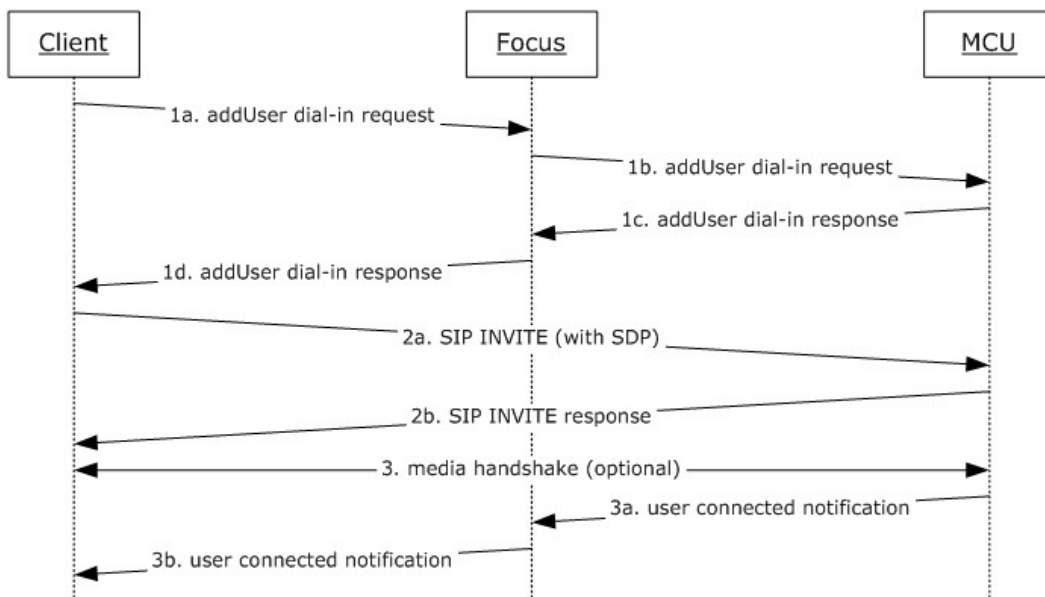 Client
Focus
MCU
1a. addUser dial-in request
1b. addUser dial-in request
1c. addUser dial-in response
1d. addUser dial-in response
2a. SIP INVITE (with SDP)
2b. SIP INVITE response
3. media handshake (optional)
3a. user connected notification
3b. user connected notification